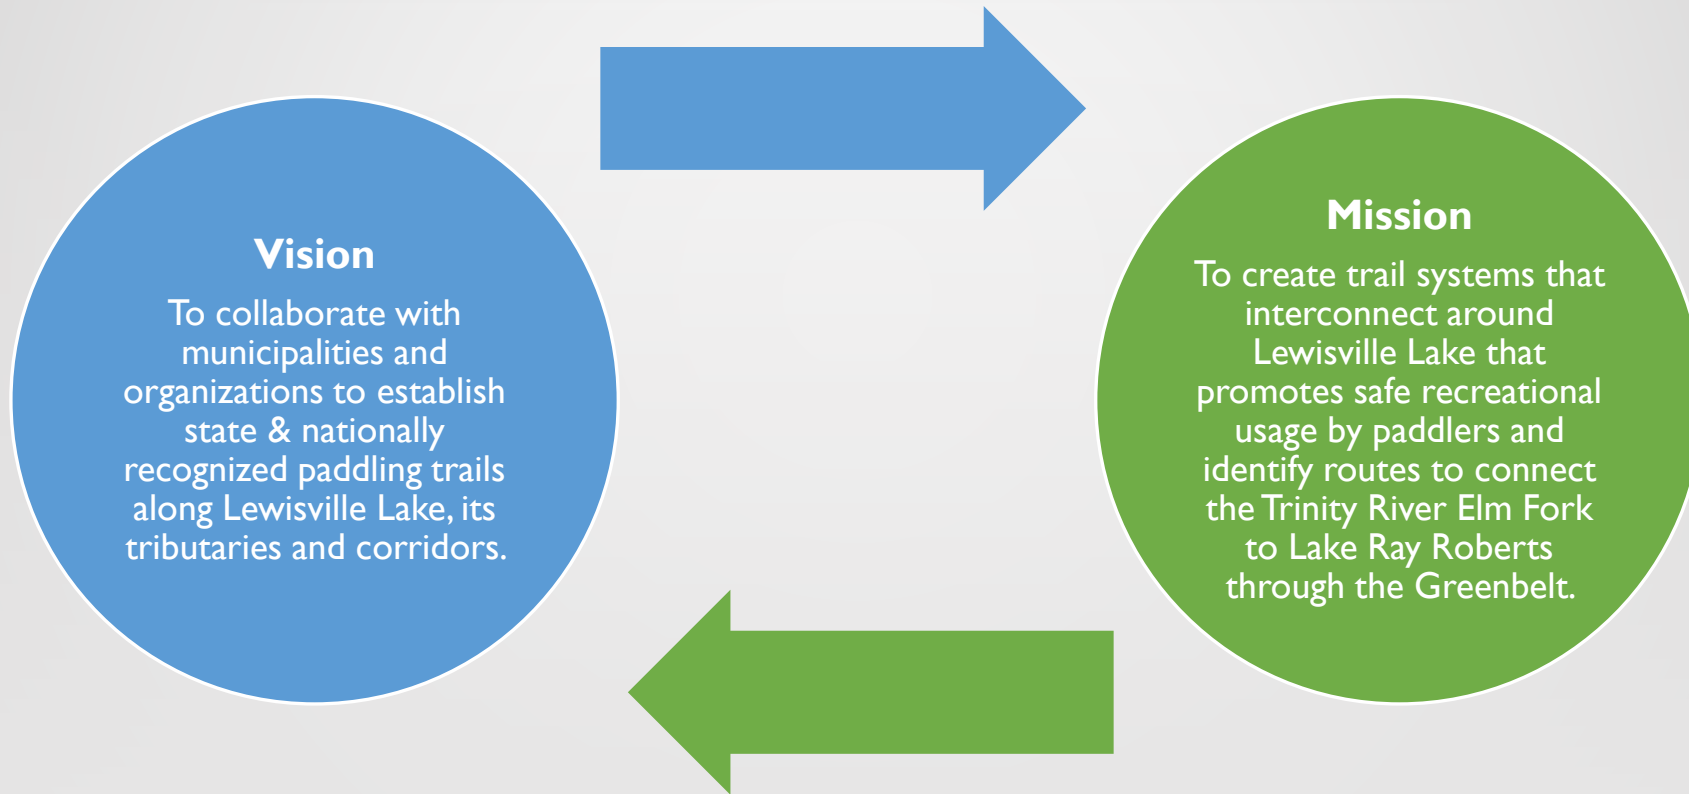 Vision
To collaborate with
municipalities and
organizations to establish
state & nationally
recognized paddling trails
along Lewisville Lake, its
tributaries and corridors.
Mission
To create trail systems that
interconnect around
Lewisville Lake that
promotes safe recreational
usage by paddlers and
identify routes to connect
the Trinity River Elm Fork
to Lake Ray Roberts
through the Greenbelt.